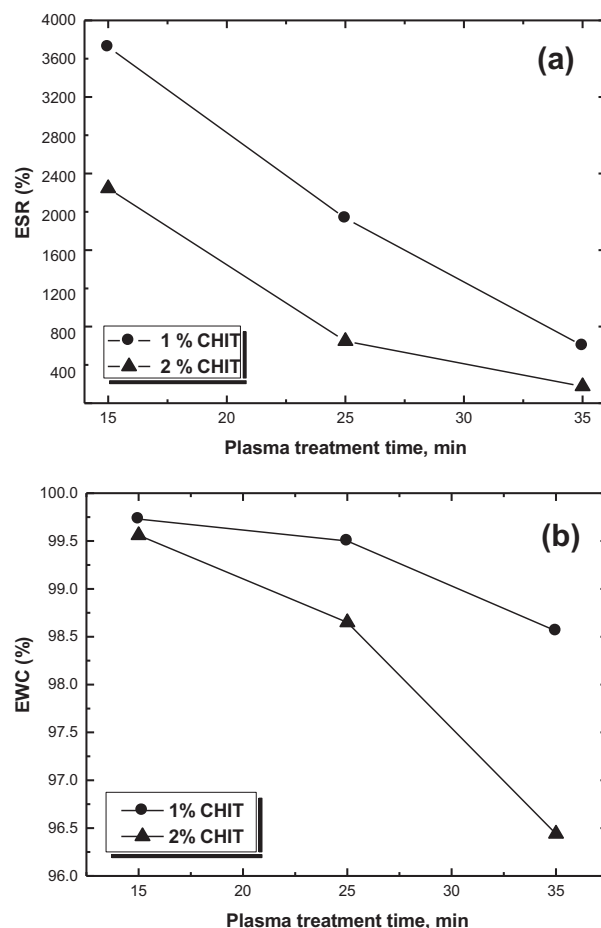 4000
(a)
3600
3200
2800
2400
2000
1600
1200
800
400
ESR (%)
1 % CHIT
2 % CHIT
15 20 25 30 35
Plasma treatment time, min
100.0
(b)
99.5
99.0
98.5
98.0
97.5
97.0
96.5
96.0
EWC (%)
1% CHIT
2% CHIT
15 20 25 30 35
Plasma treatment time, min